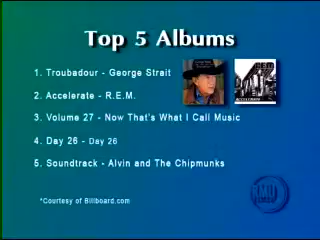 Top 5 Albums
1. Troubadour - George Strait
2. Accelerate - R.E.M.
3. Volume 27 - Now That's What I Call Music
4. Day 26 - Day 26
5. Soundtrack - Alvin and The Chipmunks
*Courtesy of Billboard.com
RMU